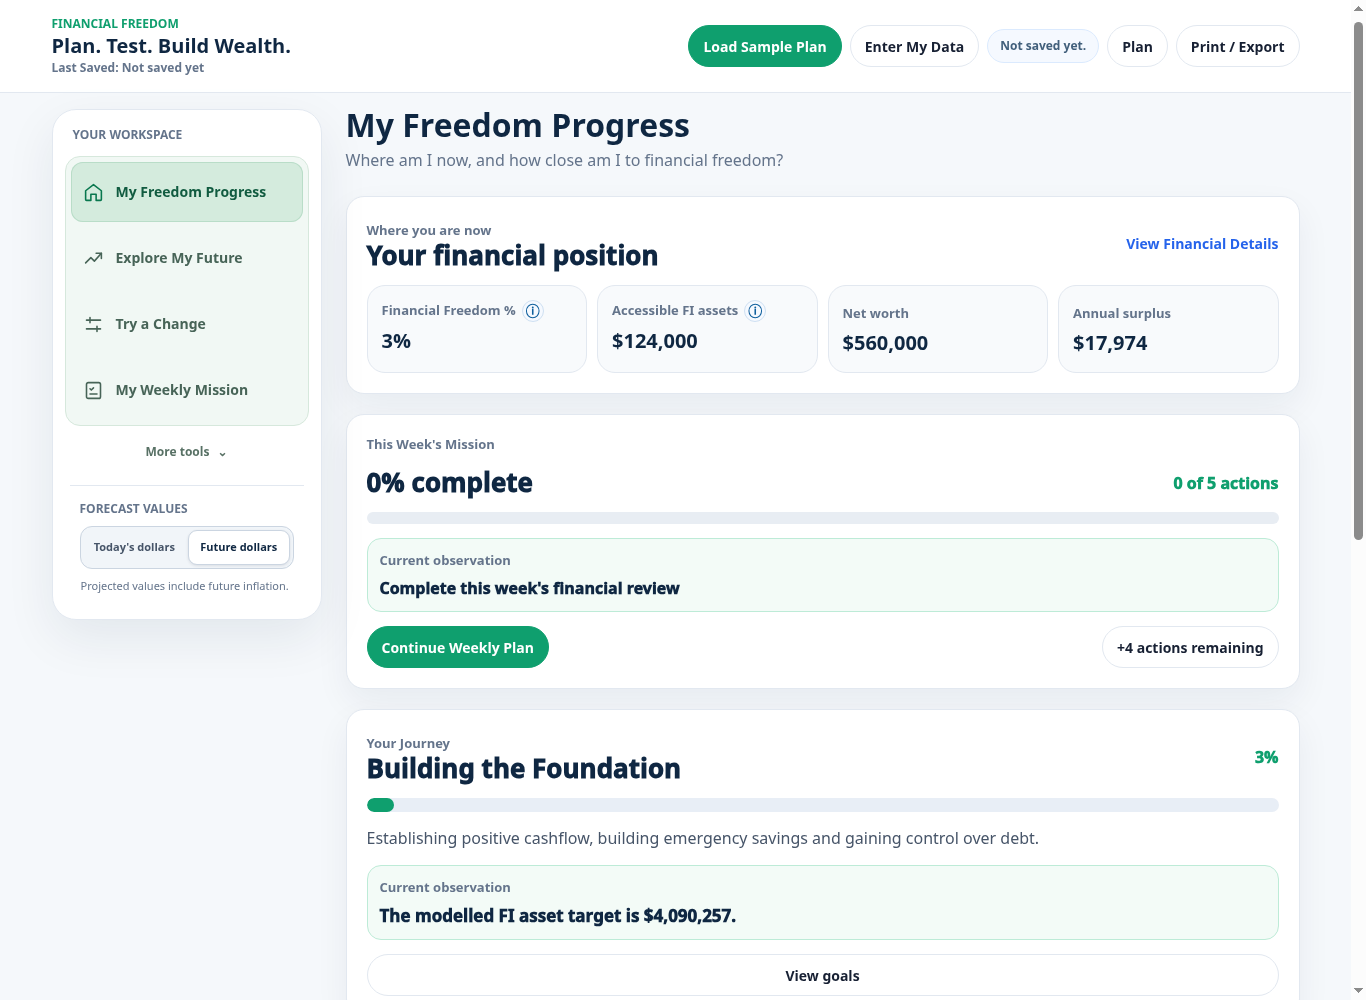 FINANCIAL FREEDOM
Plan. Test. Build Wealth.
Last Saved: Not saved yet
Load Sample Plan
Enter My Data
Not saved yet.
Plan
Print / Export
YOUR WORKSPACE
My Freedom Progress
Explore My Future
Try a Change
My Weekly Mission
More tools
FORECAST VALUES
Today's dollars
Future dollars
Projected values include future inflation.
My Freedom Progress
Where am I now, and how close am I to financial freedom?
Where you are now
Your financial position
View Financial Details
Financial Freedom % ⓘ
3%
Accessible FI assets ⓘ
$124,000
Net worth
$560,000
Annual surplus
$17,974
This Week's Mission
0% complete
0 of 5 actions
Current observation
Complete this week's financial review
Continue Weekly Plan
+4 actions remaining
Your Journey
Building the Foundation
3%
Establishing positive cashflow, building emergency savings and gaining control over debt.
Current observation
The modelled FI asset target is $4,090,257.
View goals